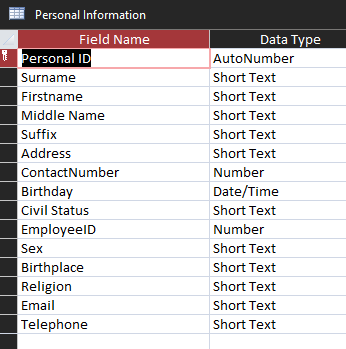 Personal Information
Field Name Data Type
Personal ID AutoNumber
Surname Short Text
Firstname Short Text
Middle Name Short Text
Suffix Short Text
Address Short Text
ContactNumber Number
Birthday Date/Time
Civil Status Short Text
EmployeeID Number
Sex Short Text
Birthplace Short Text
Religion Short Text
Email Short Text
Telephone Short Text